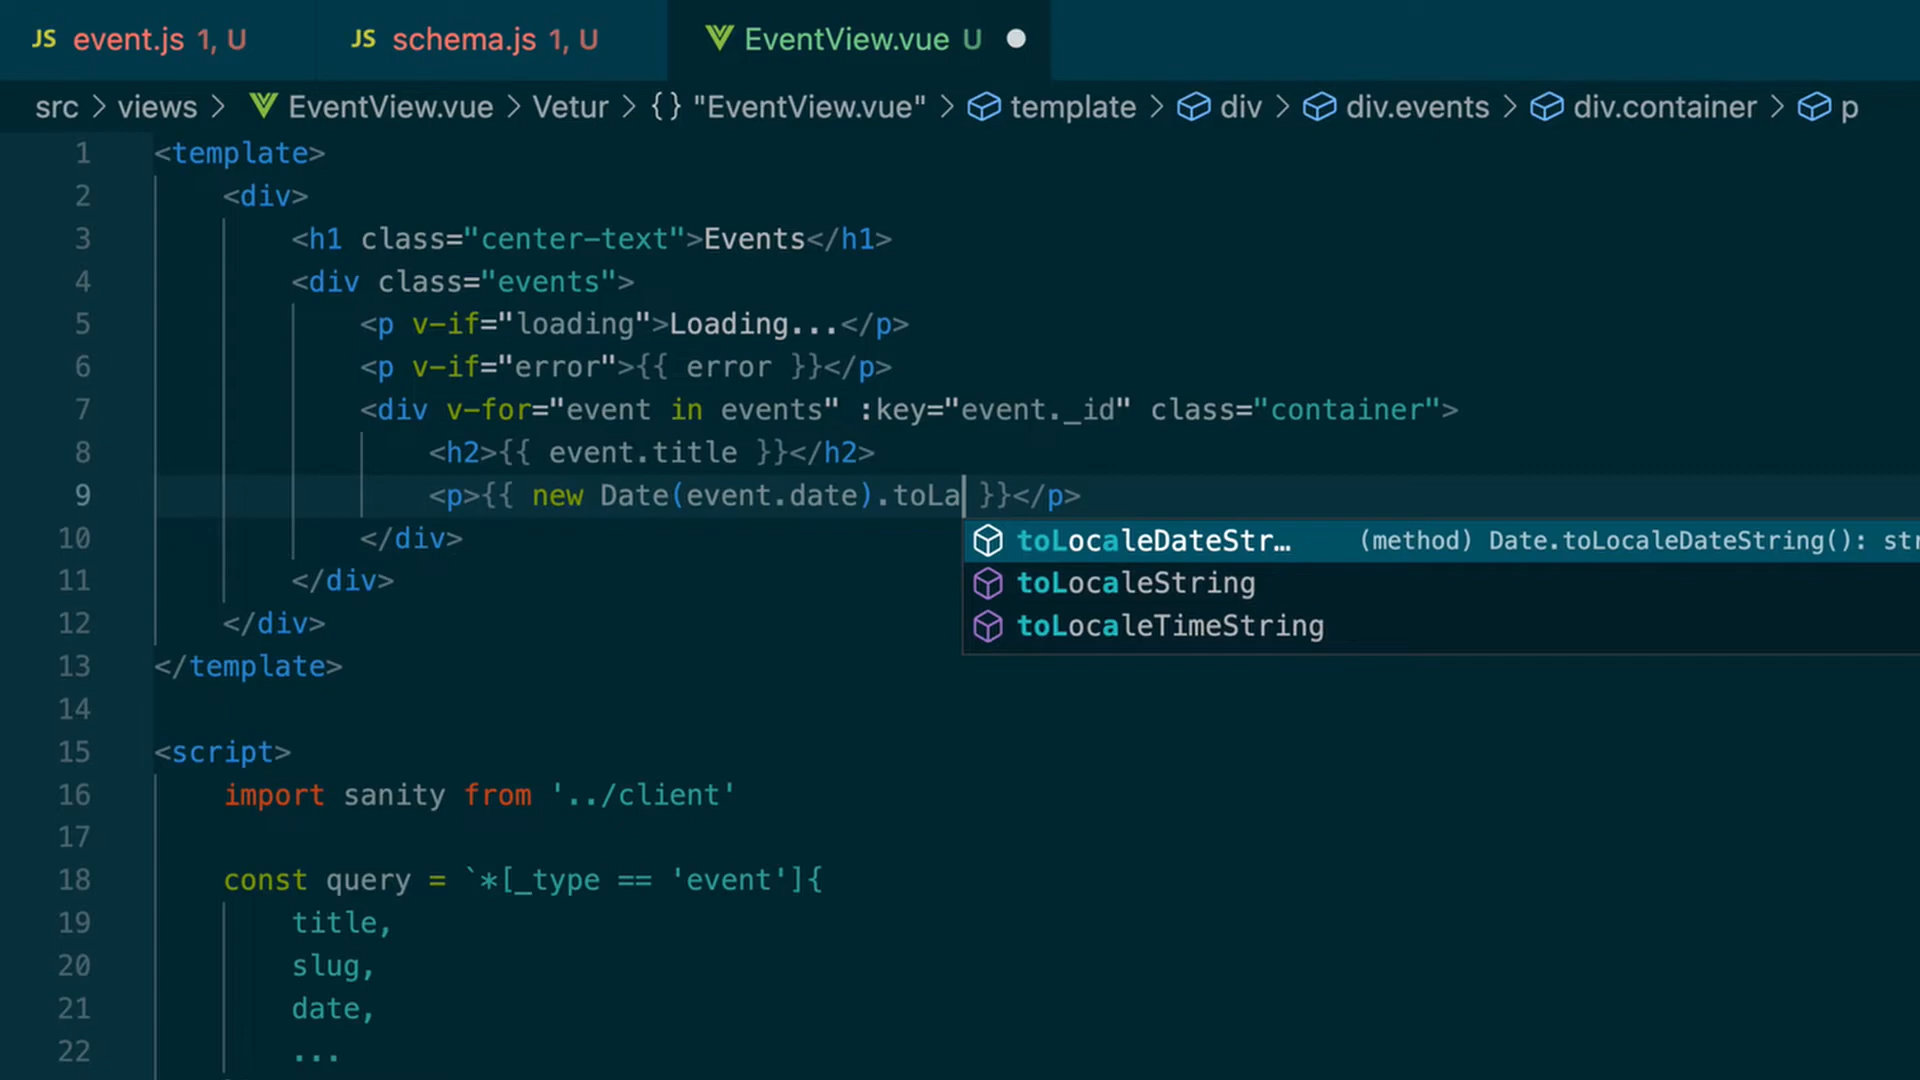 JS event.js 1, U JS schema.js 1, U EventView.vue U
src > views > EventView.vue > Vetur > {} "EventView.vue" > template > div > div.events > div.container > p
1 <template>
2 <div>
3 <h1 class="center-text">Events</h1>
4 <div class="events">
5 <p v-if="loading">Loading...</p>
6 <p v-if="error">{{ error }}</p>
7 <div v-for="event in events" :key="event._id" class="container">
8 <h2>{{ event.title }}</h2>
9 <p>{{ new Date(event.date).toLa }}</p>
10 </div>
toLocaleDateStr... (method) Date.toLocaleDateString(): str
11 </div>
toLocaleString
12 </div>
toLocaleTimeString
13 </template>
14
15 <script>
16 import sanity from '../client'
17
18 const query = `*[_type == 'event']{
19 title,
20 slug,
21 date,
22 ...